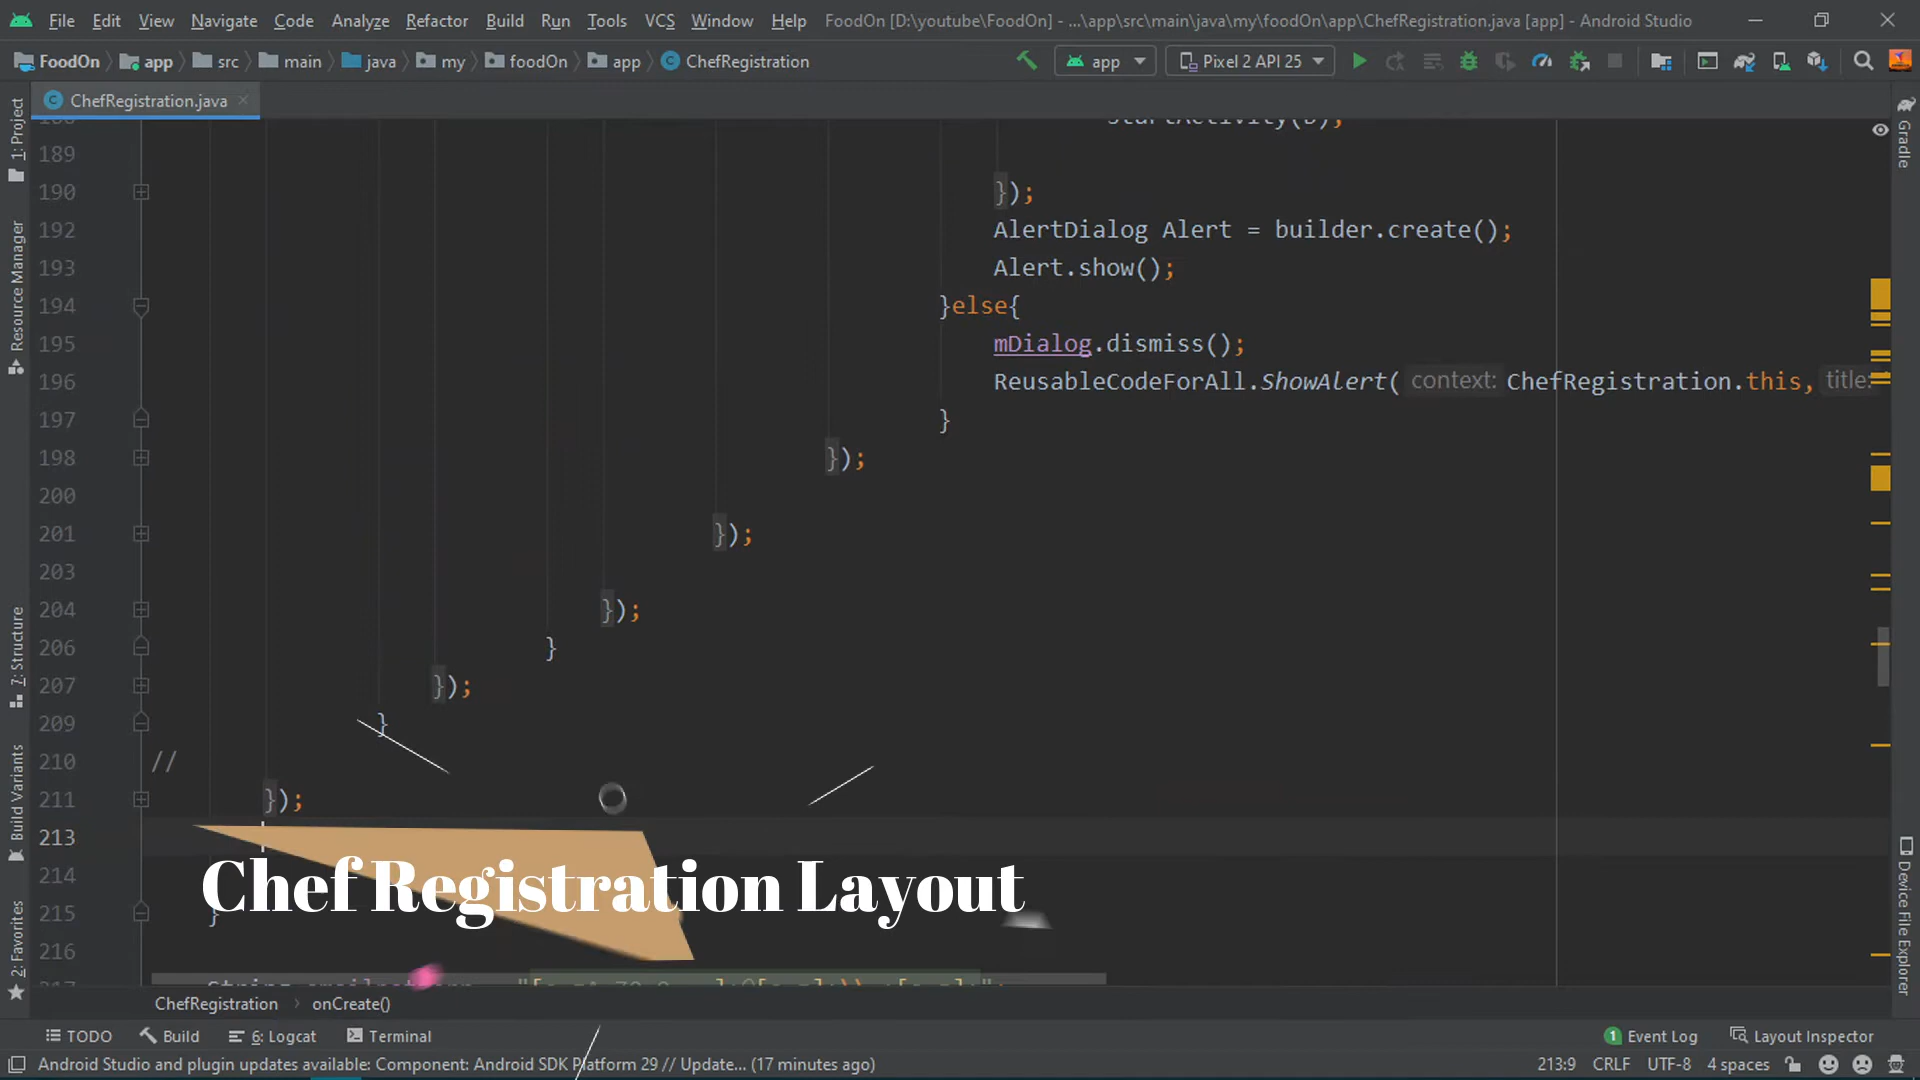 File Edit View Navigate Code Analyze Refactor Build Run Tools VCS Window Help FoodOn [D:\youtube\FoodOn] - ...\app\src\main\java\my\foodOn\app\ChefRegistration.java [app] - Android Studio
FoodOn app src main java my foodOn app ChefRegistration app Pixel 2 API 25
ChefRegistration.java
1: Project
Resource Manager
7: Structure
Build Variants
2: Favorites
Gradle
Device File Explorer
189
190 });
192 AlertDialog Alert = builder.create();
193 Alert.show();
194 }else{
195 mDialog.dismiss();
196 ReusableCodeForAll.ShowAlert( context: ChefRegistration.this, title:
197 }
198 });
200
201 });
203
204 });
206 }
207 });
209 }
210 //
211 });
213
214
215 }
216
Chef Registration Layout
ChefRegistration onCreate()
TODO Build 6: Logcat Terminal 1 Event Log Layout Inspector
Android Studio and plugin updates available: Component: Android SDK Platform 29 // Update... (17 minutes ago) 213:9 CRLF UTF-8 4 spaces